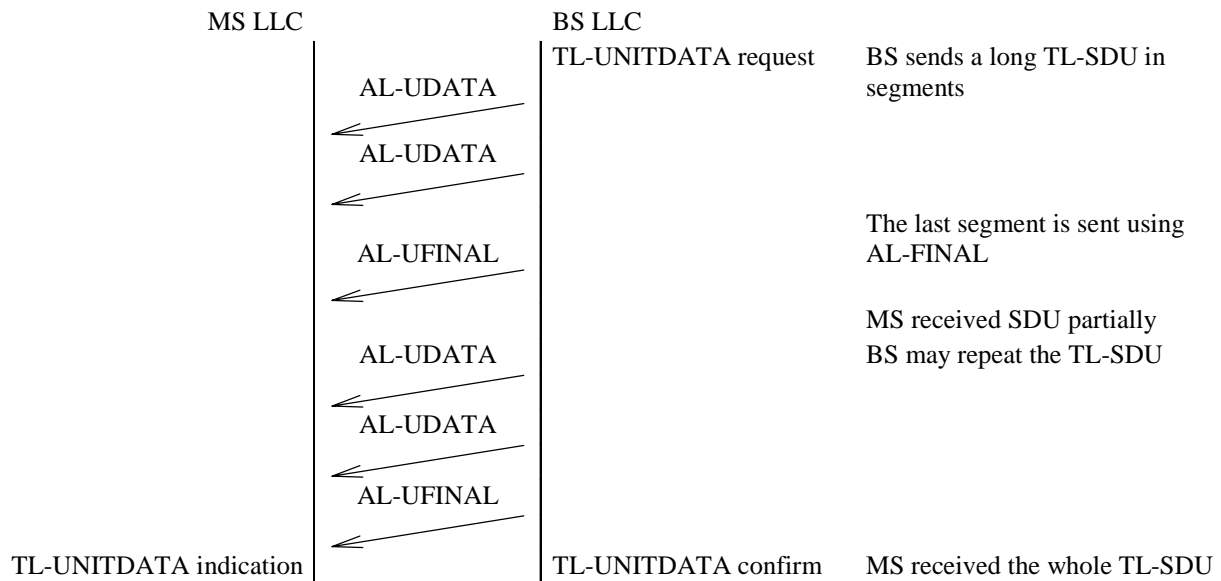 MS LLC
BS LLC
TL-UNITDATA request
BS sends a long TL-SDU in
segments
AL-UDATA
AL-UDATA
The last segment is sent using
AL-FINAL
AL-UFINAL
MS received SDU partially
AL-UDATA
BS may repeat the TL-SDU
AL-UDATA
AL-UFINAL
TL-UNITDATA indication
TL-UNITDATA confirm
MS received the whole TL-SDU